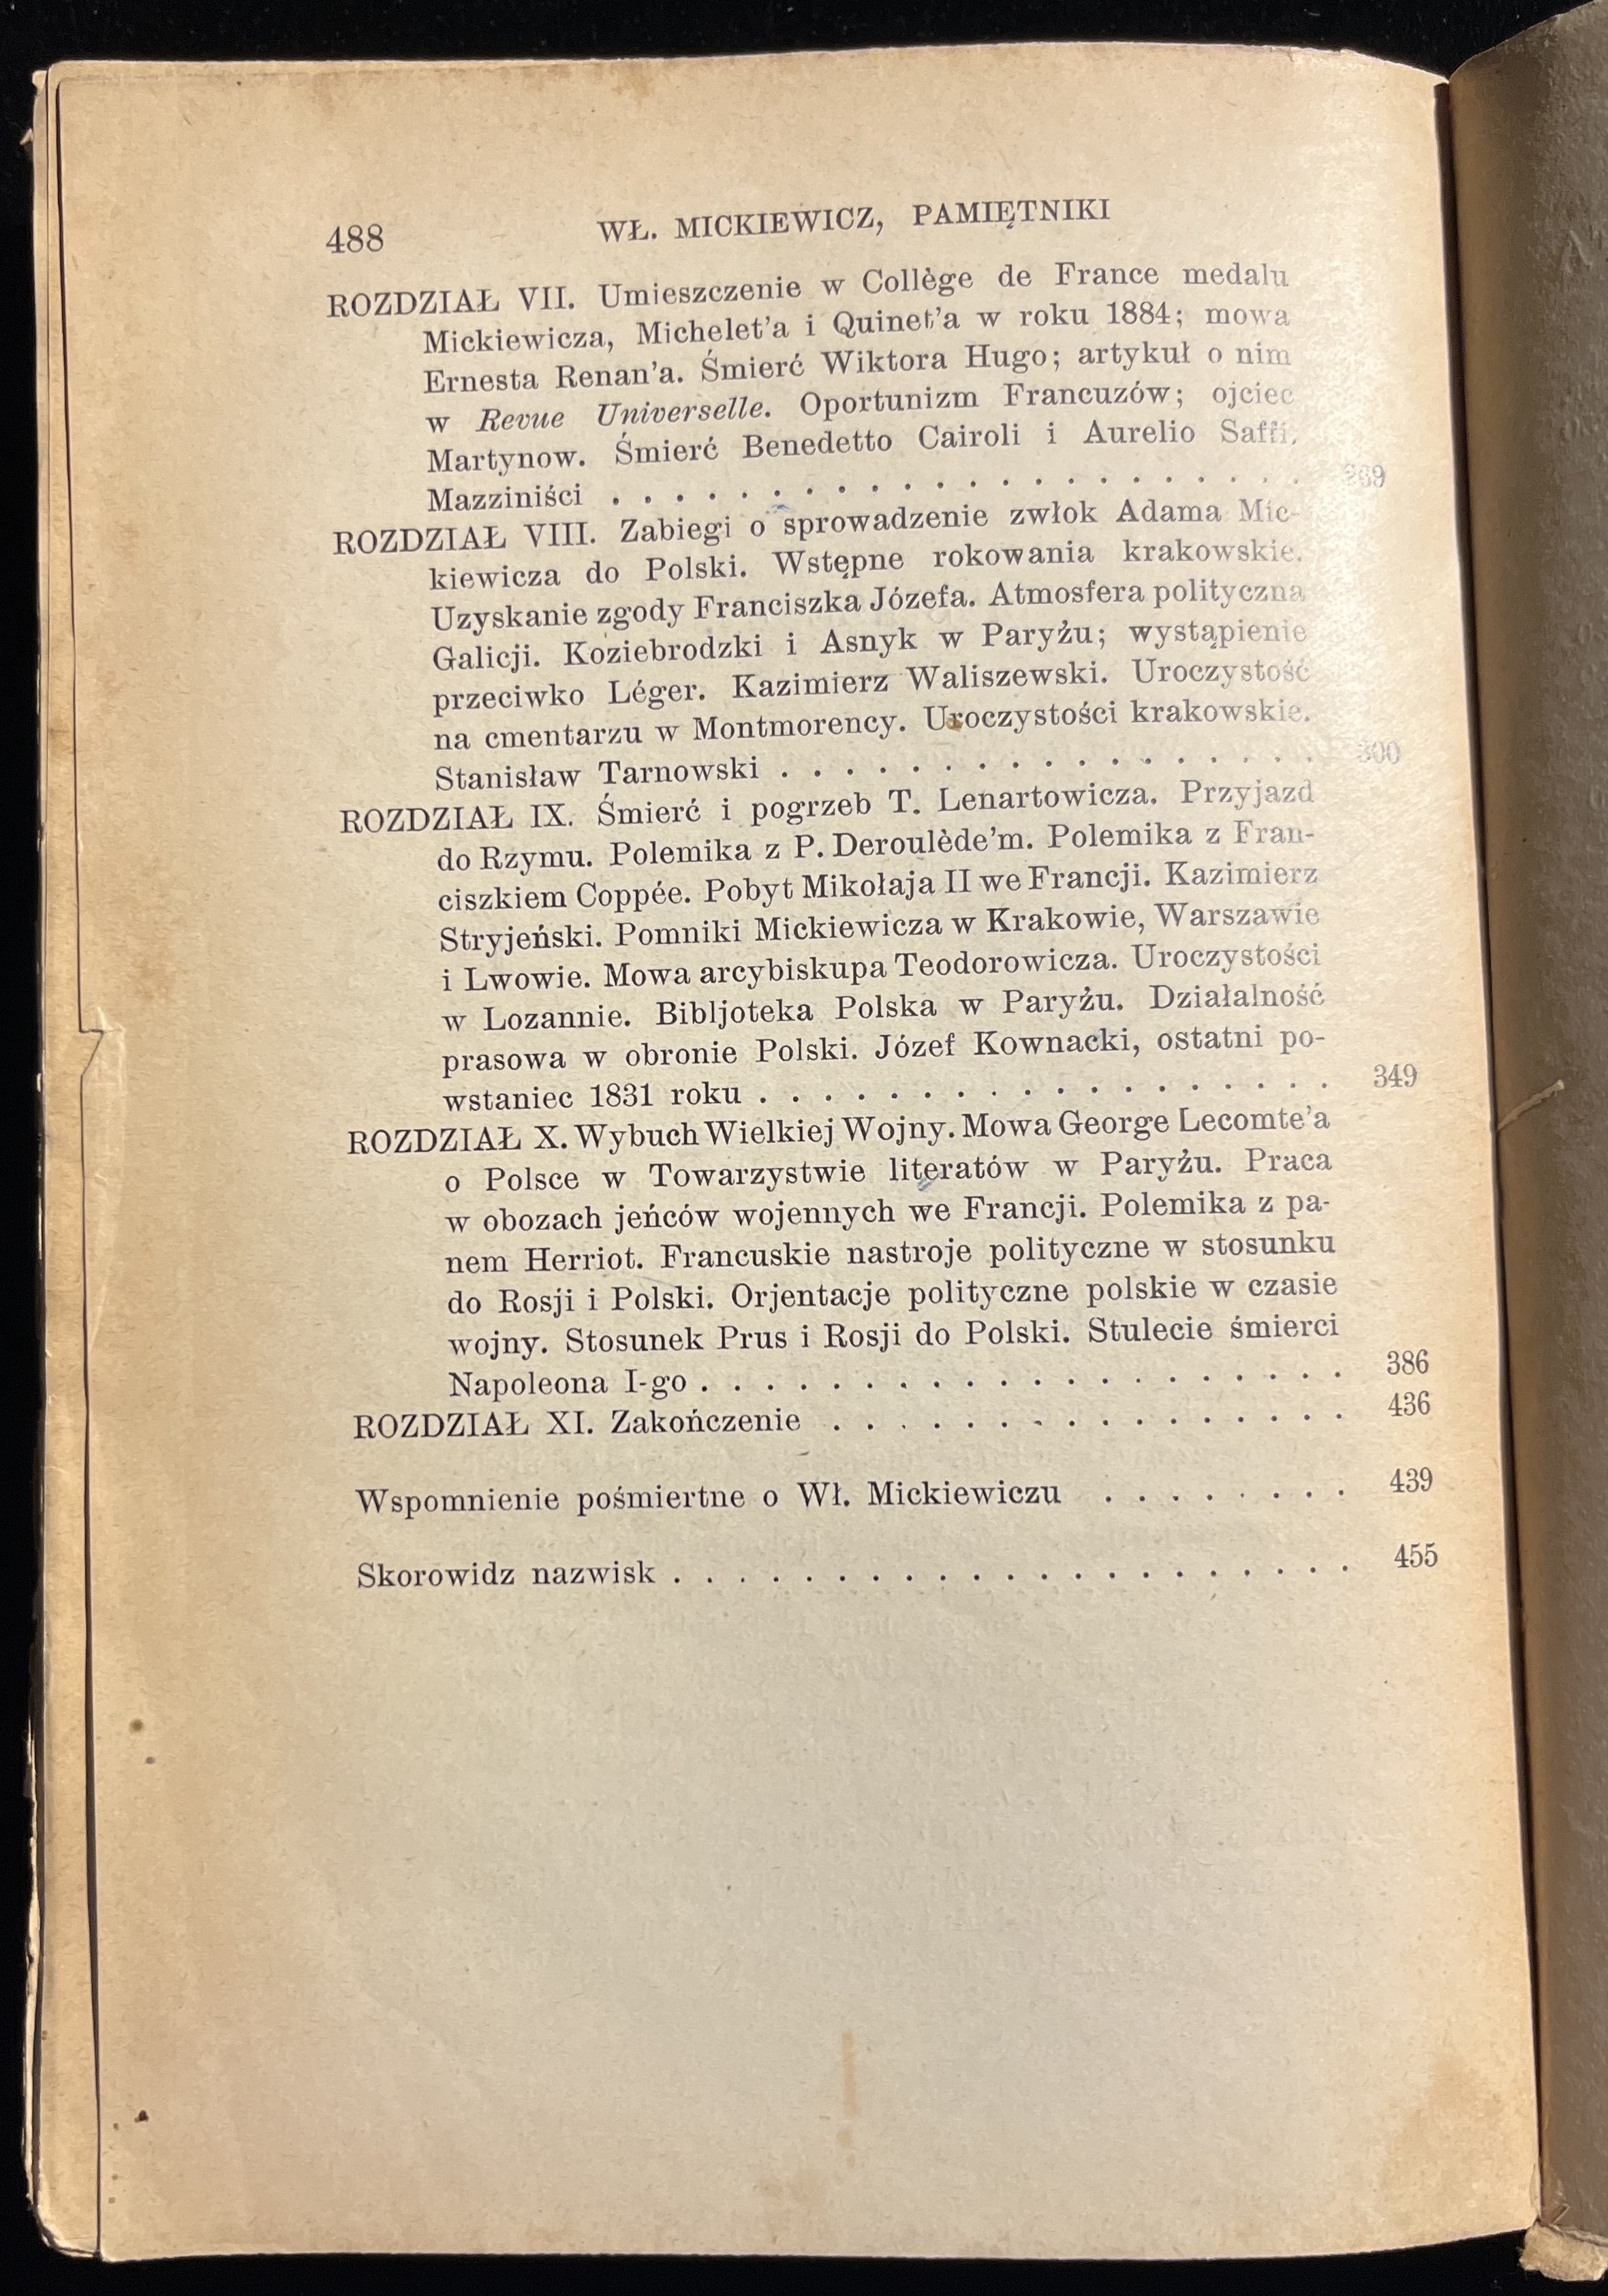 488 WŁ. MICKIEWICZ, PAMIĘTNIKI
ROZDZIAŁ VII. Umieszczenie w Collège de France medalu
Mickiewicza, Michelet’a i Quinet’a w roku 1884; mowa
Ernesta Renan’a. Śmierć Wiktora Hugo; artykuł o nim
w Revue Universelle. Oportunizm Francuzów; ojciec
Martynow. Śmierć Benedetto Cairoli i Aurelio Saffi.
Mazziniści . . . . . . . . . . . . . . . . . . . . . .
ROZDZIAŁ VIII. Zabiegi o sprowadzenie zwłok Adama Mic-
kiewicza do Polski. Wstępne rokowania krakowskie.
Uzyskanie zgody Franciszka Józefa. Atmosfera polityczna
Galicji. Koziebrodzki i Asnyk w Paryżu; wystąpienie
przeciwko Léger. Kazimierz Waliszewski. Uroczystość
na cmentarzu w Montmorency. Uroczystości krakowskie.
Stanisław Tarnowski . . . . . . . . . . . . . . . . . 300
ROZDZIAŁ IX. Śmierć i pogrzeb T. Lenartowicza. Przyjazd
do Rzymu. Polemika z P. Deroulède’m. Polemika z Fran-
ciszkiem Coppée. Pobyt Mikołaja II we Francji. Kazimierz
Stryjeński. Pomniki Mickiewicza w Krakowie, Warszawie
i Lwowie. Mowa arcybiskupa Teodorowicza. Uroczystości
w Lozannie. Bibljoteka Polska w Paryżu. Działalność
prasowa w obronie Polski. Józef Kownacki, ostatni po-
wstaniec 1831 roku . . . . . . . . . . . . . . . . . . 349
ROZDZIAŁ X. Wybuch Wielkiej Wojny. Mowa George Lecomte’a
o Polsce w Towarzystwie literatów w Paryżu. Praca
w obozach jeńców wojennych we Francji. Polemika z pa-
nem Herriot. Francuskie nastroje polityczne w stosunku
do Rosji i Polski. Orjentacje polityczne polskie w czasie
wojny. Stosunek Prus i Rosji do Polski. Stulecie śmierci
Napoleona I-go . . . . . . . . . . . . . . . . . . . . 386
ROZDZIAŁ XI. Zakończenie . . . . . . . . . . . . . . . . 436
Wspomnienie pośmiertne o Wł. Mickiewiczu . . . . . . . . 439
Skorowidz nazwisk . . . . . . . . . . . . . . . . . . . . . 455